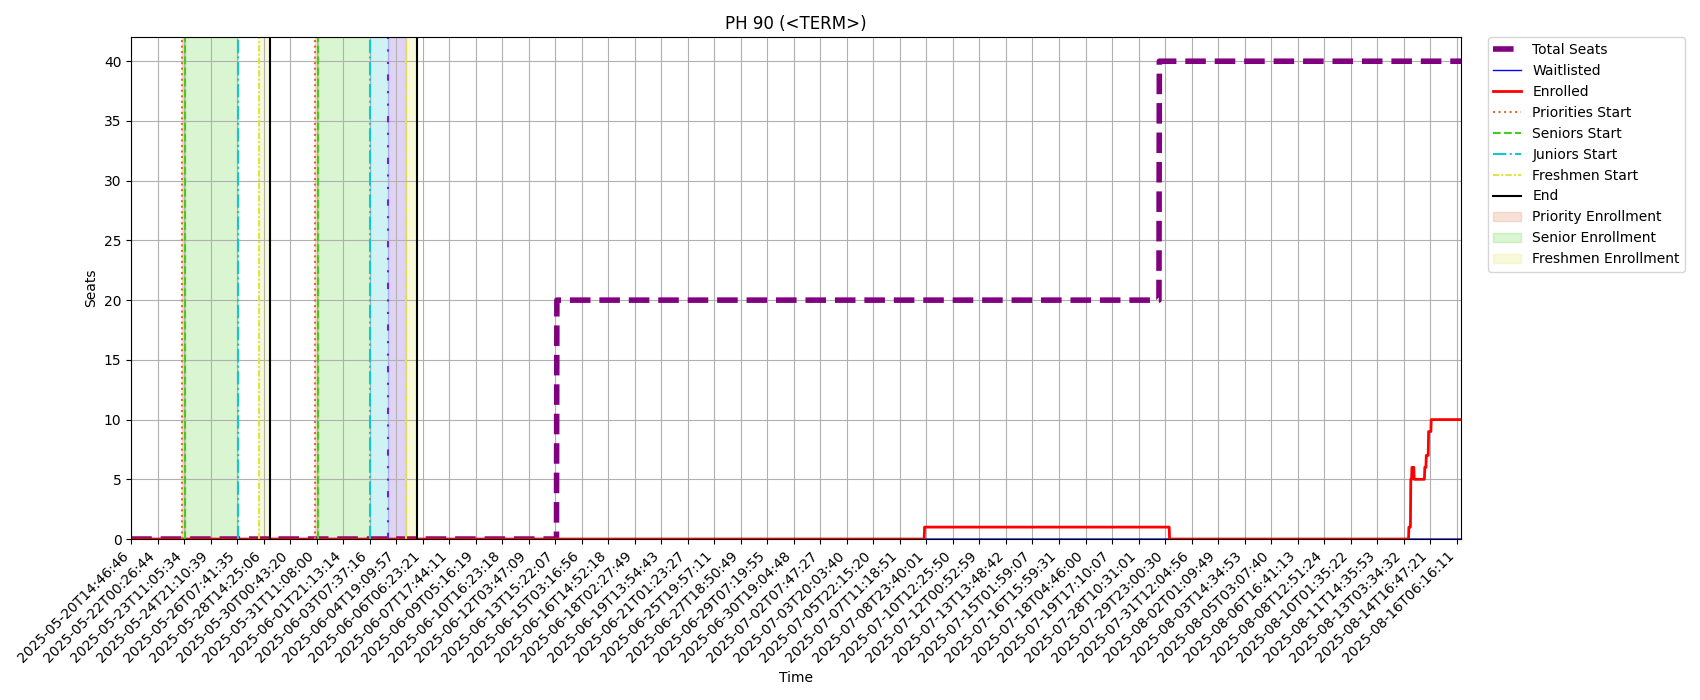 PH 90 (<TERM>)
40
35
30
25
20
15
10
5
0
Seats
2025-05-20T14:46:46
2025-05-22T00:26:44
2025-05-23T11:05:34
2025-05-24T21:10:39
2025-05-26T07:41:35
2025-05-28T14:25:06
2025-05-30T00:43:20
2025-05-31T11:08:00
2025-06-01T21:13:14
2025-06-03T07:37:16
2025-06-04T19:09:57
2025-06-06T06:23:21
2025-06-07T17:44:11
2025-06-09T05:16:19
2025-06-10T16:23:18
2025-06-12T03:47:09
2025-06-13T15:22:07
2025-06-15T03:16:56
2025-06-16T14:52:18
2025-06-18T02:27:49
2025-06-19T13:54:43
2025-06-21T01:23:27
2025-06-25T19:57:11
2025-06-27T18:50:49
2025-06-29T07:19:55
2025-06-30T19:04:48
2025-07-02T07:47:27
2025-07-03T20:03:40
2025-07-05T22:15:20
2025-07-07T11:18:51
2025-07-08T23:40:01
2025-07-10T12:25:50
2025-07-12T00:52:59
2025-07-13T13:48:42
2025-07-15T01:59:07
2025-07-16T15:59:31
2025-07-18T04:46:00
2025-07-19T17:10:07
2025-07-28T10:31:01
2025-07-29T23:00:30
2025-07-31T12:04:56
2025-08-02T01:09:49
2025-08-03T14:34:53
2025-08-05T03:07:40
2025-08-06T16:41:13
2025-08-08T12:51:24
2025-08-10T01:35:22
2025-08-11T14:35:53
2025-08-13T03:34:32
2025-08-14T16:47:21
2025-08-16T06:16:11
Time
Total Seats
Waitlisted
Enrolled
Priorities Start
Seniors Start
Juniors Start
Freshmen Start
End
Priority Enrollment
Senior Enrollment
Freshmen Enrollment